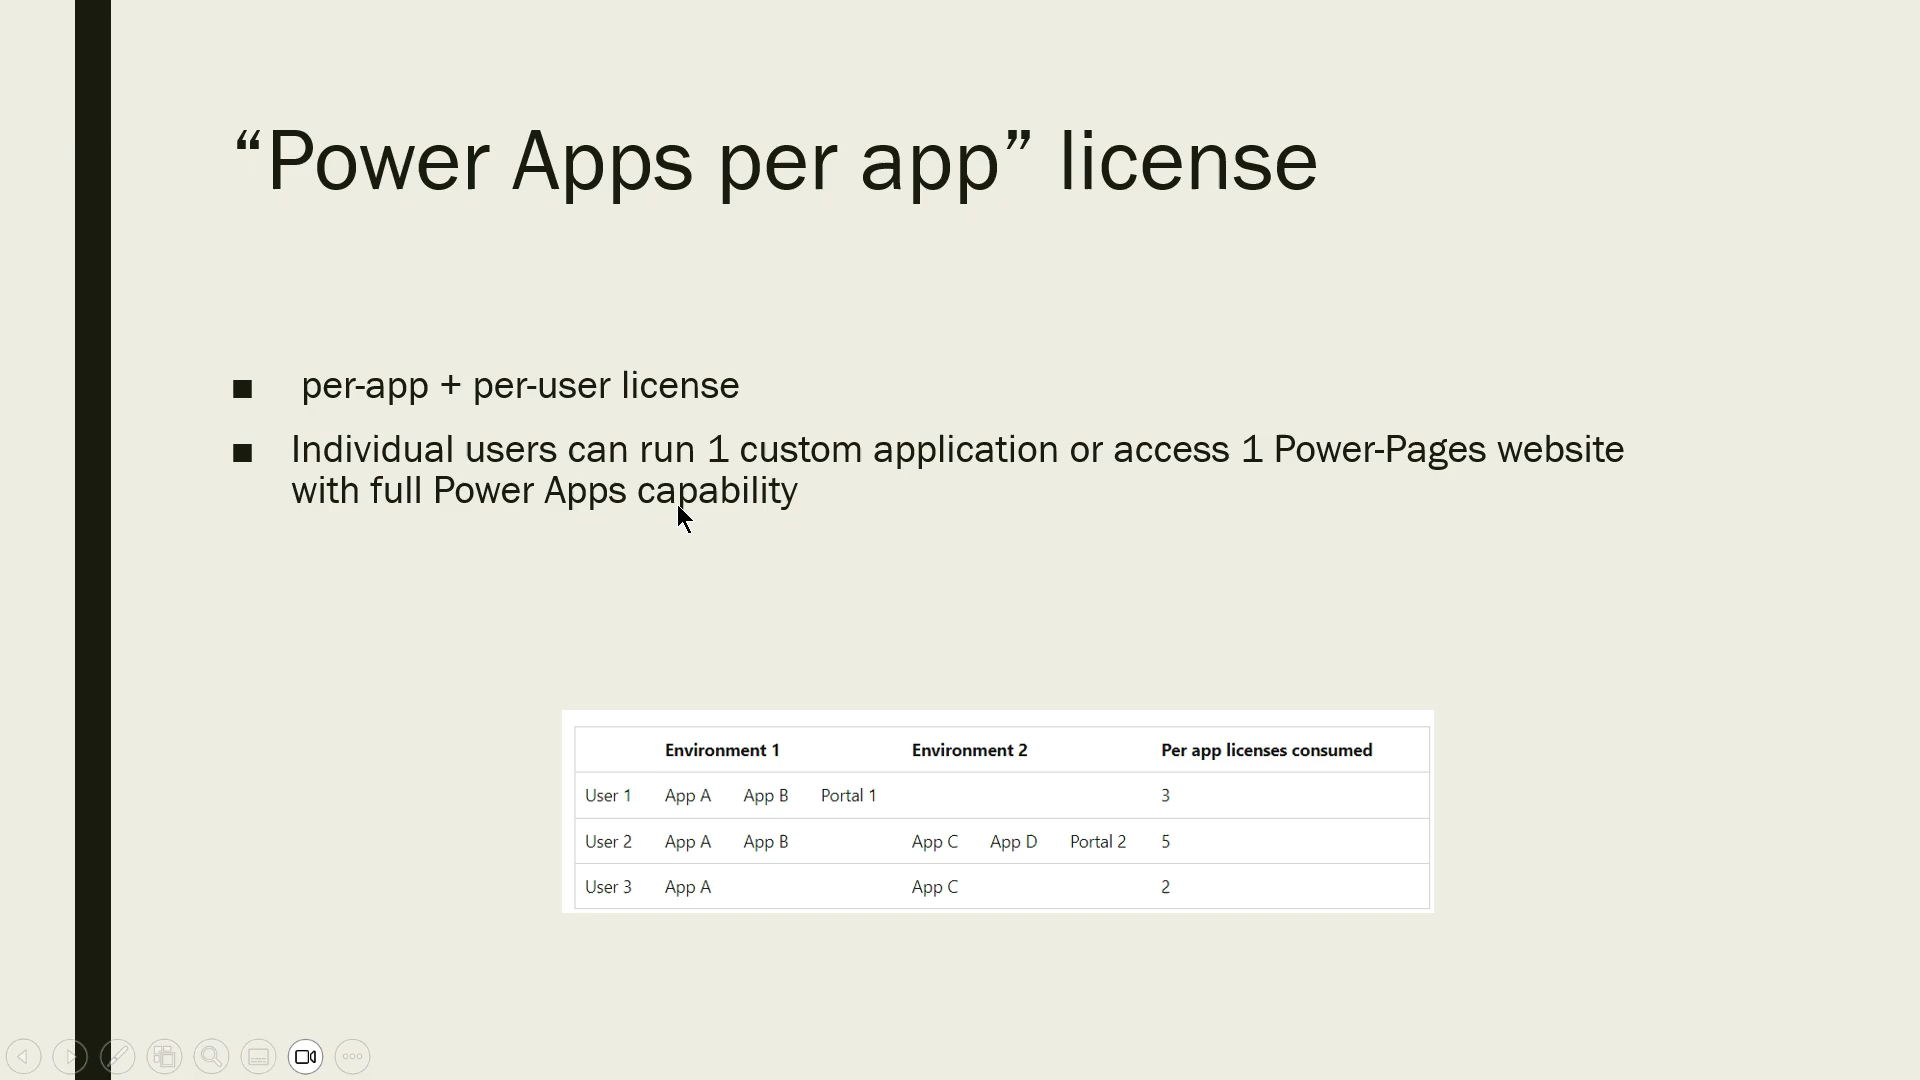 “Power Apps per app” license
■ per-app + per-user license
■ Individual users can run 1 custom application or access 1 Power-Pages website
with full Power Apps capability
Environment 1 Environment 2 Per app licenses consumed
User 1 App A App B Portal 1 3
User 2 App A App B App C App D Portal 2 5
User 3 App A App C 2